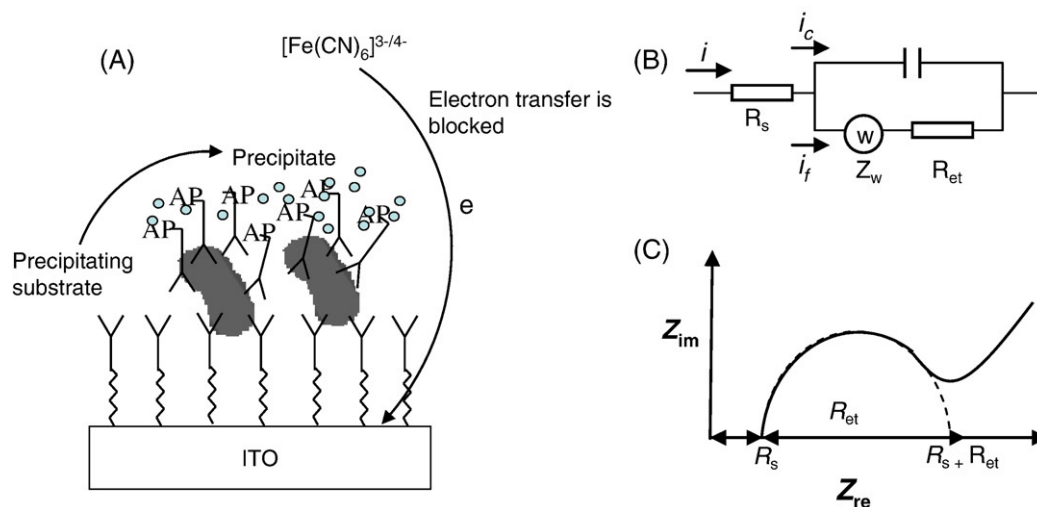 (A)
[Fe(CN)6]3-/4-
Electron transfer is
blocked
Precipitate
e
AP
AP
AP
AP
AP
AP
AP
Precipitating
substrate
ITO
(B)
ic
i
Rs
if
W
Zw
Ret
(C)
Zim
Ret
Rs
Rs + Ret
Zre